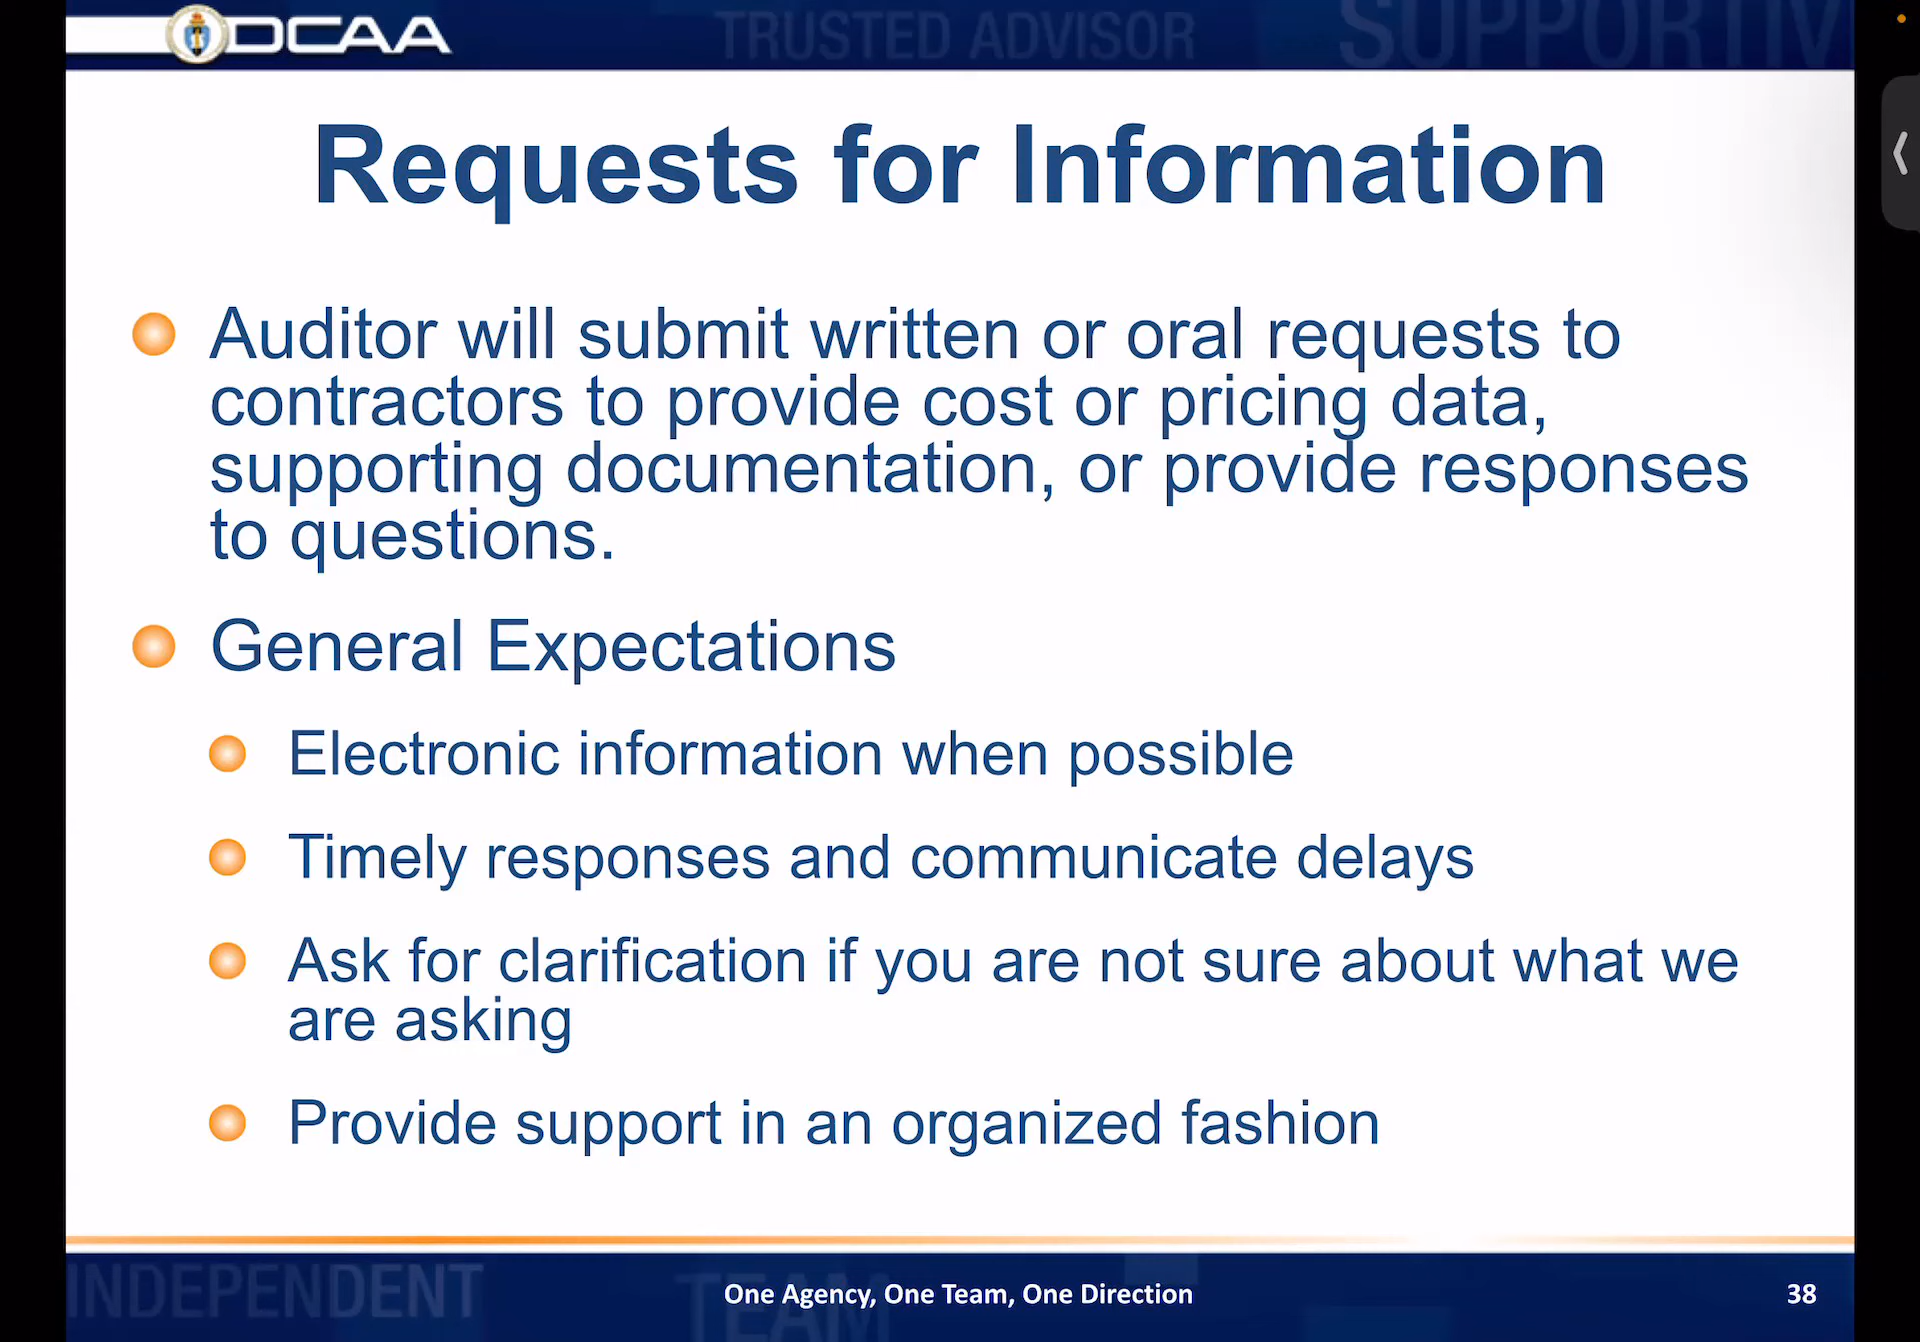 DCAA
TRUSTED ADVISOR
SUPPORTIV
Requests for Information
Auditor will submit written or oral requests to
contractors to provide cost or pricing data,
supporting documentation, or provide responses
to questions.
General Expectations
Electronic information when possible
Timely responses and communicate delays
Ask for clarification if you are not sure about what we
are asking
Provide support in an organized fashion
INDEPENDENT
TEAM
One Agency, One Team, One Direction
38